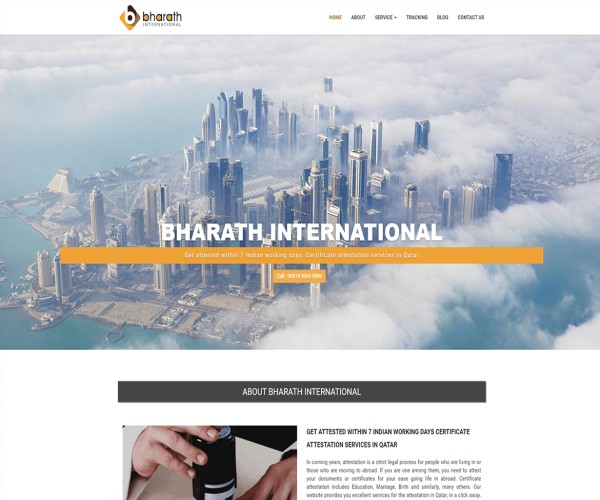 bharath
INTERNATIONAL
HOME ABOUT SERVICE TRACKING BLOG CONTACT US
BHARATH INTERNATIONAL
Get attested within 7 Indian working days. Certificate attestation services in Qatar.
ABOUT BHARATH INTERNATIONAL
GET ATTESTED WITHIN 7 INDIAN WORKING DAYS CERTIFICATE
ATTESTATION SERVICES IN QATAR
In coming years, attestation is a strict legal process for people who are living in or
those who are moving to abroad. If you are one among them, you need to attest
your documents or certificates for your ease going life in abroad. Certificate
attestation includes Education, Marriage, Birth and similarly, many others. Our
website provides you excellent services for the attestation in Qatar, in a click away.